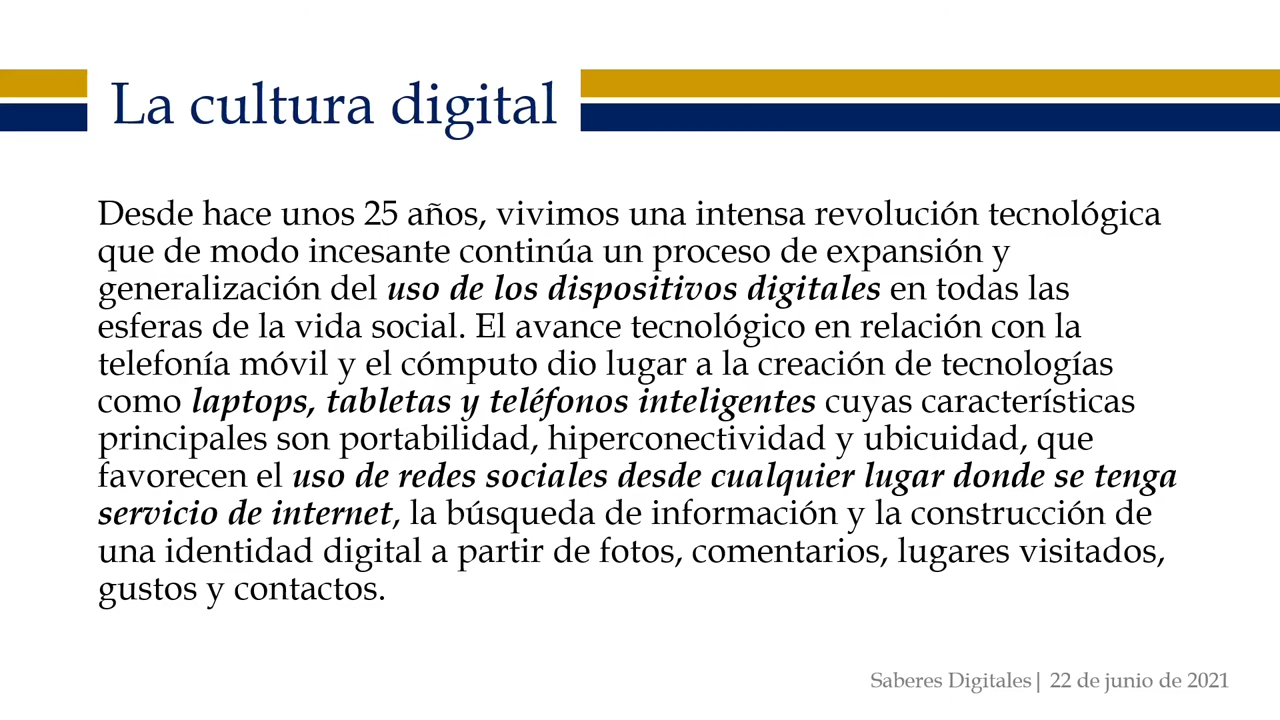 La cultura digital
Desde hace unos 25 años, vivimos una intensa revolución tecnológica
que de modo incesante continúa un proceso de expansión y
generalización del uso de los dispositivos digitales en todas las
esferas de la vida social. El avance tecnológico en relación con la
telefonía móvil y el cómputo dio lugar a la creación de tecnologías
como laptops, tabletas y teléfonos inteligentes cuyas características
principales son portabilidad, hiperconectividad y ubicuidad, que
favorecen el uso de redes sociales desde cualquier lugar donde se tenga
servicio de internet, la búsqueda de información y la construcción de
una identidad digital a partir de fotos, comentarios, lugares visitados,
gustos y contactos.
Saberes Digitales| 22 de junio de 2021